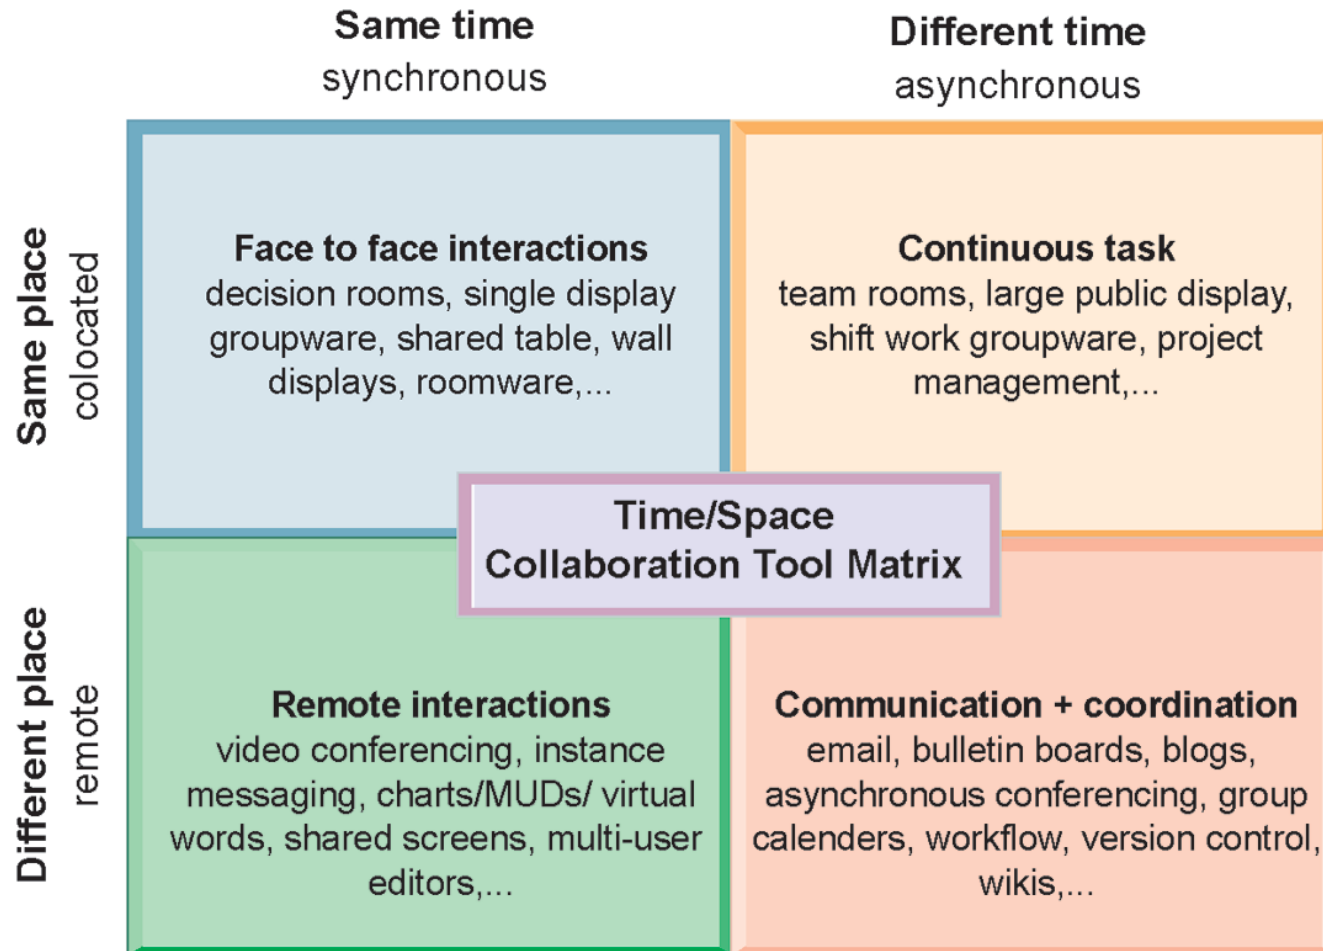 Same time
synchronous
Different time
asynchronous
Same place
colocated
Face to face interactions
decision rooms, single display
groupware, shared table, wall
displays, roomware,...
Continuous task
team rooms, large public display,
shift work groupware, project
management,...
Time/Space
Collaboration Tool Matrix
Different place
remote
Remote interactions
video conferencing, instance
messaging, charts/MUDs/ virtual
words, shared screens, multi-user
editors,...
Communication + coordination
email, bulletin boards, blogs,
asynchronous conferencing, group
calenders, workflow, version control,
wikis,...